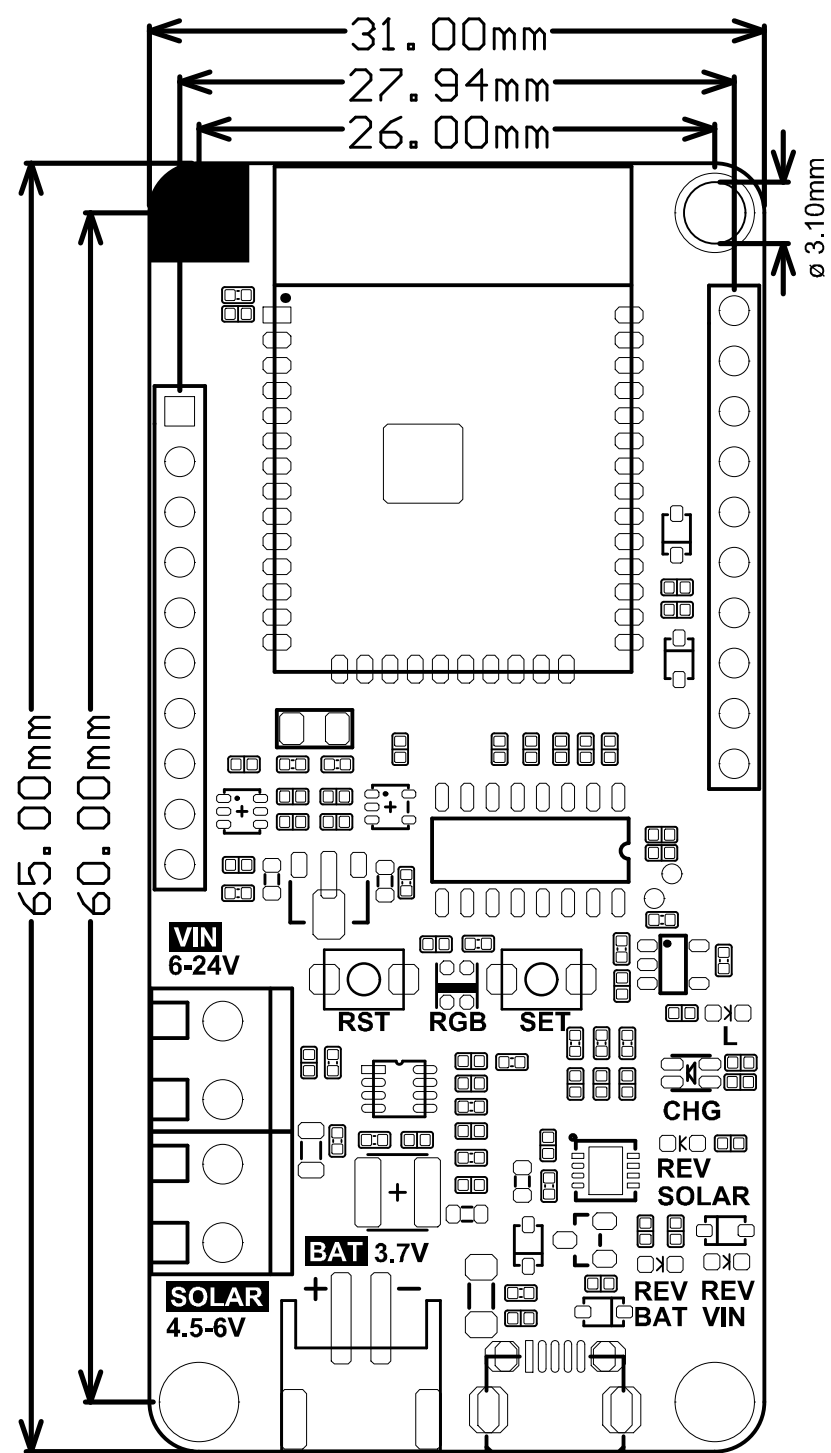 31.00mm
27.94mm
26.00mm
ø 3.10mm
65.00mm
60.00mm
VIN
6-24V
RST
RGB
SET
L
CHG
REV
SOLAR
BAT 3.7V
+ −
SOLAR
4.5-6V
REV
BAT
REV
VIN